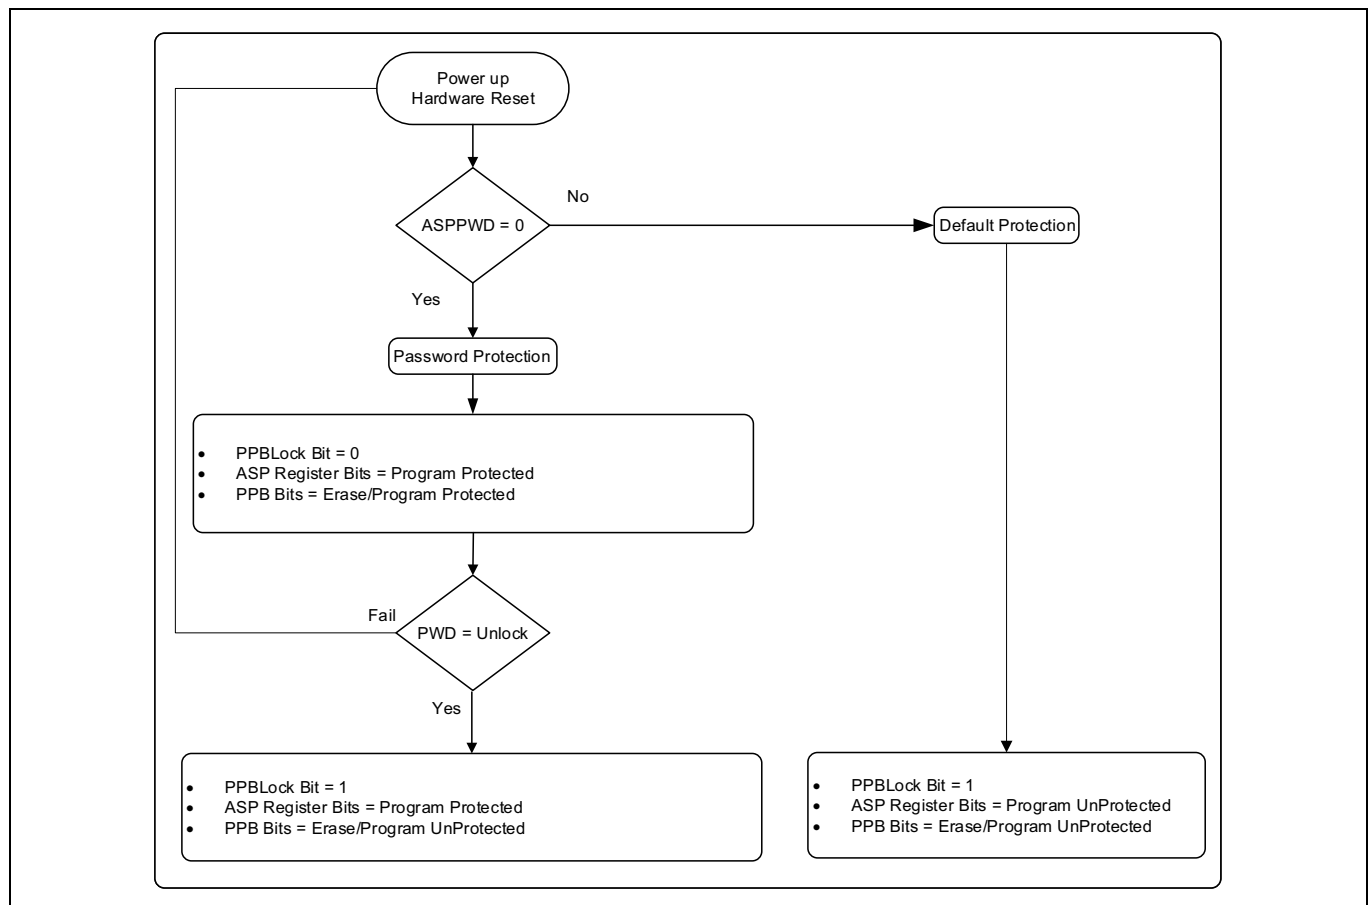 Power up
Hardware Reset
No
ASPPWD = 0
Default Protection
Yes
Password Protection
• PPBLock Bit = 0
• ASP Register Bits = Program Protected
• PPB Bits = Erase/Program Protected
Fail
PWD = Unlock
Yes
• PPBLock Bit = 1
• ASP Register Bits = Program Protected
• PPB Bits = Erase/Program UnProtected
• PPBLock Bit = 1
• ASP Register Bits = Program UnProtected
• PPB Bits = Erase/Program UnProtected